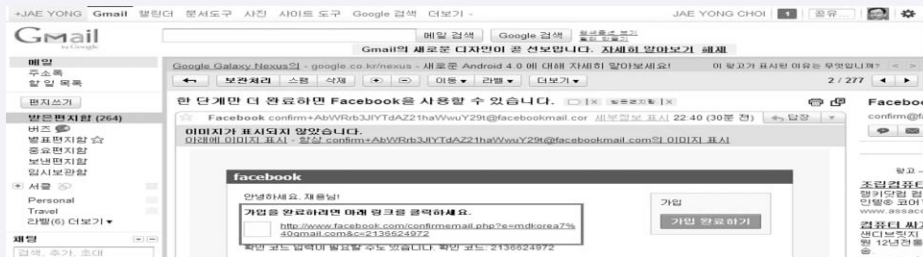 +JAE YONG Gmail 캘린더 문서도구 사진 사이트 도구 Google 검색 더보기
JAE YONG CHOI 1 공유...
Gmail
by Google
메일 검색 Google 검색
Gmail의 새로운 디자인이 곧 선보입니다. 자세히 알아보기 해제
메일
주소록
할 일 목록
편지쓰기
받은편지함 (264)
버즈
별표편지함
중요편지함
보낸편지함
임시보관함
서클
Personal
Travel
라벨(6) 더보기
채팅
검색, 추가, 초대
Google Galaxy Nexus의 - google.co.kr/nexus - 새로운 Android 4.0 에 대해 자세히 알아보세요! 이 광고가 표시된 이유는 무엇입니까?
보관처리 스팸 삭제 이동 라벨 더보기 2 / 277
한 단계만 더 완료하면 Facebook을 사용할 수 있습니다.
Facebook confirm+AbWRrb3JlYTdAZ21haWwuY29t@facebookmail.com 세부정보 표시 22:40 (30분 전) 답장
이미지가 표시되지 않았습니다.
아래에 이미지 표시 - 항상 confirm+AbWRrb3JlYTdAZ21haWwuY29t@facebookmail.com의 이미지 표시
facebook
안녕하세요, 재용님!
가입을 완료하려면 아래 링크를 클릭하세요.
http://www.facebook.com/confirmemail.php?e=mdkorea7%
40gmail.com&c=2136624972
확인 코드 입력이 필요할 수도 있습니다. 확인 코드: 2136624972
가입
가입 완료하기
Facebo
confirm@fa
광고 -
조립컴퓨터